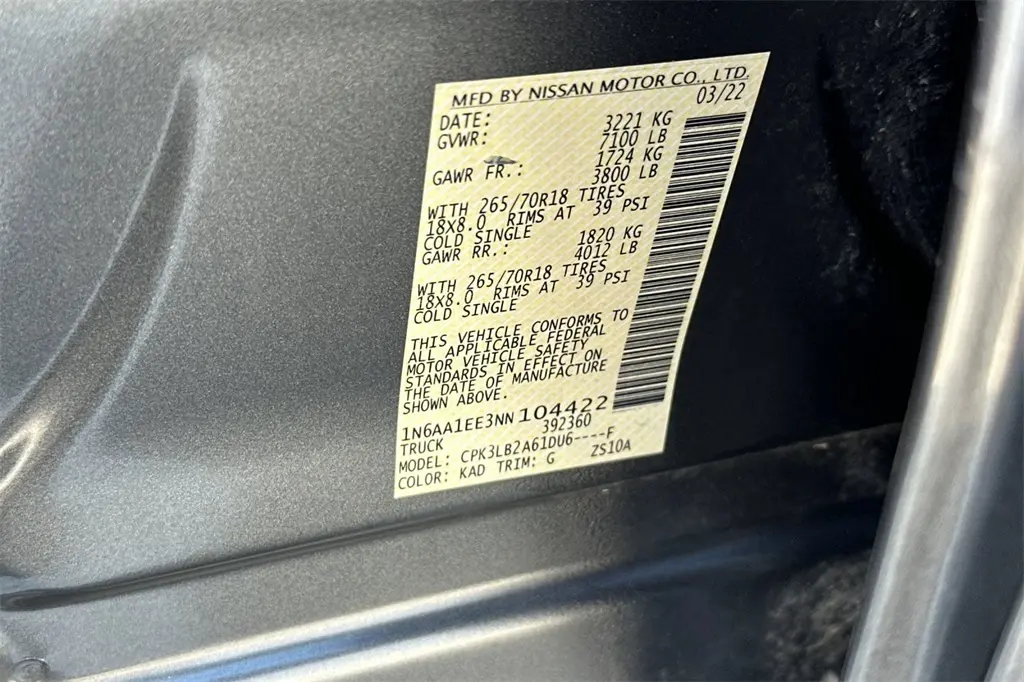 MFD BY NISSAN MOTOR CO., LTD.
DATE: 03/22
GVWR: 3221 KG
7100 LB
GAWR FR.: 1724 KG
3800 LB
WITH 265/70R18 TIRES
18X8.0 RIMS AT 39 PSI
COLD SINGLE
GAWR RR.: 1820 KG
4012 LB
WITH 265/70R18 TIRES
18X8.0 RIMS AT 39 PSI
COLD SINGLE
THIS VEHICLE CONFORMS TO
ALL APPLICABLE FEDERAL
MOTOR VEHICLE SAFETY
STANDARDS IN EFFECT ON
THE DATE OF MANUFACTURE
SHOWN ABOVE.
1N6AA1EE3NN104422
TRUCK 392360
MODEL: CPK3LB2A61DU6----F
COLOR: KAD TRIM: G ZS10A